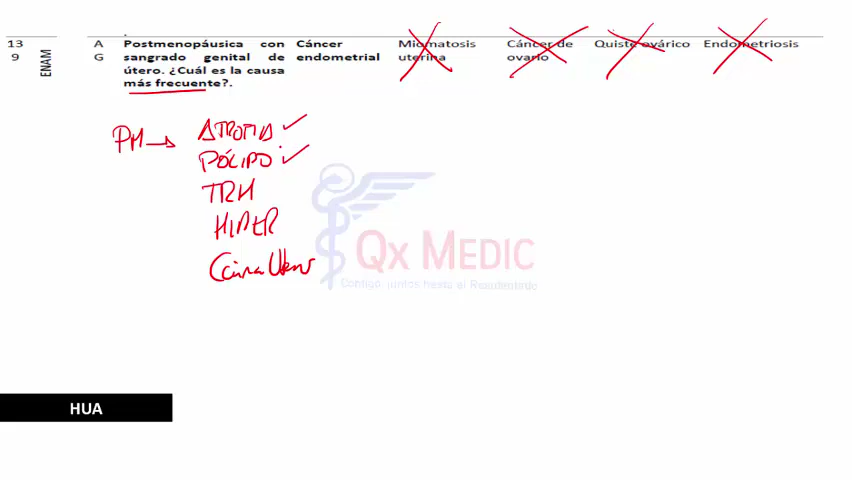 13 A Postmenopáusica con Cáncer Miomatosis Cáncer de Quiste ovárico Endometriosis
9 ENAM G sangrado genital de endometrial uterina ovario
útero. ¿Cuál es la causa
más frecuente?.
PM → ATROFIA ✓
PÓLIPO ✓
TRH
HIPER
QX MEDIC
Contigo, juntos hasta el Residentado
HUA